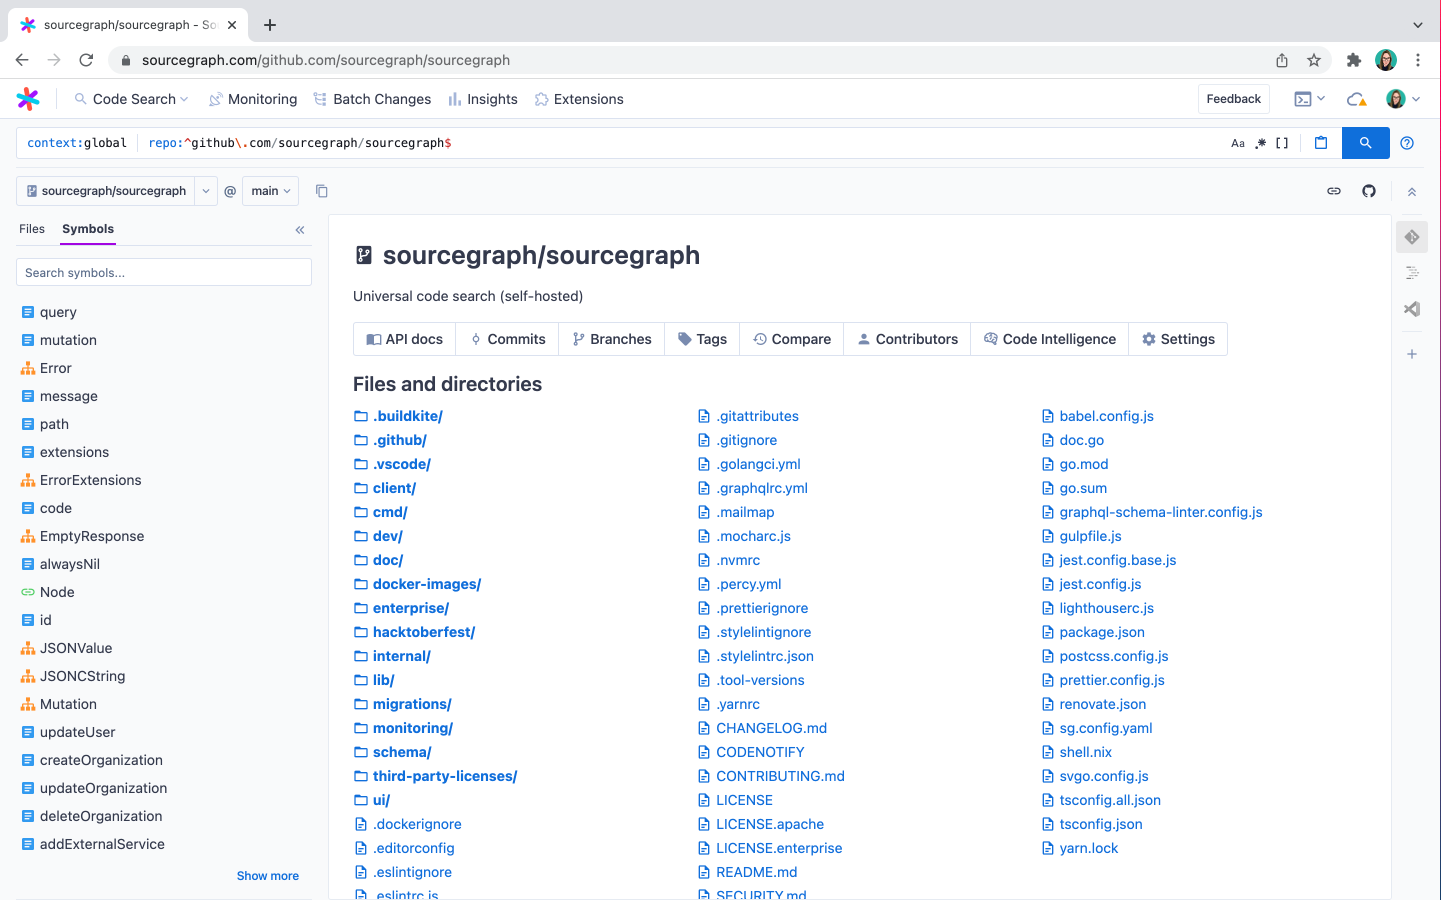 sourcegraph/sourcegraph - So
sourcegraph.com/github.com/sourcegraph/sourcegraph
Code Search
Monitoring
Batch Changes
Insights
Extensions
Feedback
context:global
repo:^github\.com/sourcegraph/sourcegraph$
Aa
.*
[]
sourcegraph/sourcegraph
@
main
Files
Symbols
Search symbols...
query
mutation
Error
message
path
extensions
ErrorExtensions
code
EmptyResponse
alwaysNil
Node
id
JSONValue
JSONCString
Mutation
updateUser
createOrganization
updateOrganization
deleteOrganization
addExternalService
Show more
sourcegraph/sourcegraph
Universal code search (self-hosted)
API docs
Commits
Branches
Tags
Compare
Contributors
Code Intelligence
Settings
Files and directories
.buildkite/
.github/
.vscode/
client/
cmd/
dev/
doc/
docker-images/
enterprise/
hacktoberfest/
internal/
lib/
migrations/
monitoring/
schema/
third-party-licenses/
ui/
.dockerignore
.editorconfig
.eslintignore
.eslintrc.js
.gitattributes
.gitignore
.golangci.yml
.graphqlrc.yml
.mailmap
.mocharc.js
.nvmrc
.percy.yml
.prettierignore
.stylelintignore
.stylelintrc.json
.tool-versions
.yarnrc
CHANGELOG.md
CODENOTIFY
CONTRIBUTING.md
LICENSE
LICENSE.apache
LICENSE.enterprise
README.md
SECURITY.md
babel.config.js
doc.go
go.mod
go.sum
graphql-schema-linter.config.js
gulpfile.js
jest.config.base.js
jest.config.js
lighthouserc.js
package.json
postcss.config.js
prettier.config.js
renovate.json
sg.config.yaml
shell.nix
svgo.config.js
tsconfig.all.json
tsconfig.json
yarn.lock